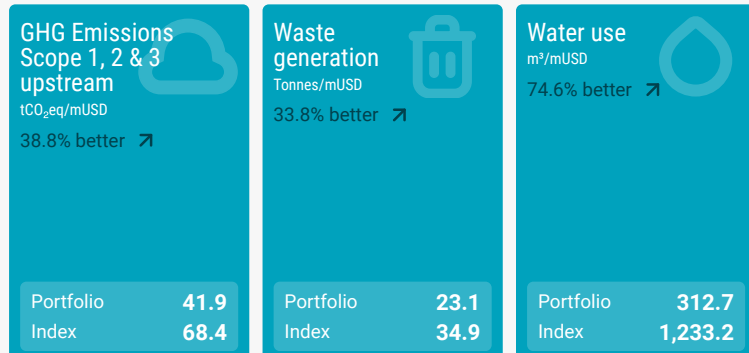 GHG Emissions
Scope 1, 2 & 3
upstream
tCO₂eq/mUSD
38.8% better
Portfolio 41.9
Index 68.4
Waste
generation
Tonnes/mUSD
33.8% better
Portfolio 23.1
Index 34.9
Water use
m³/mUSD
74.6% better
Portfolio 312.7
Index 1,233.2